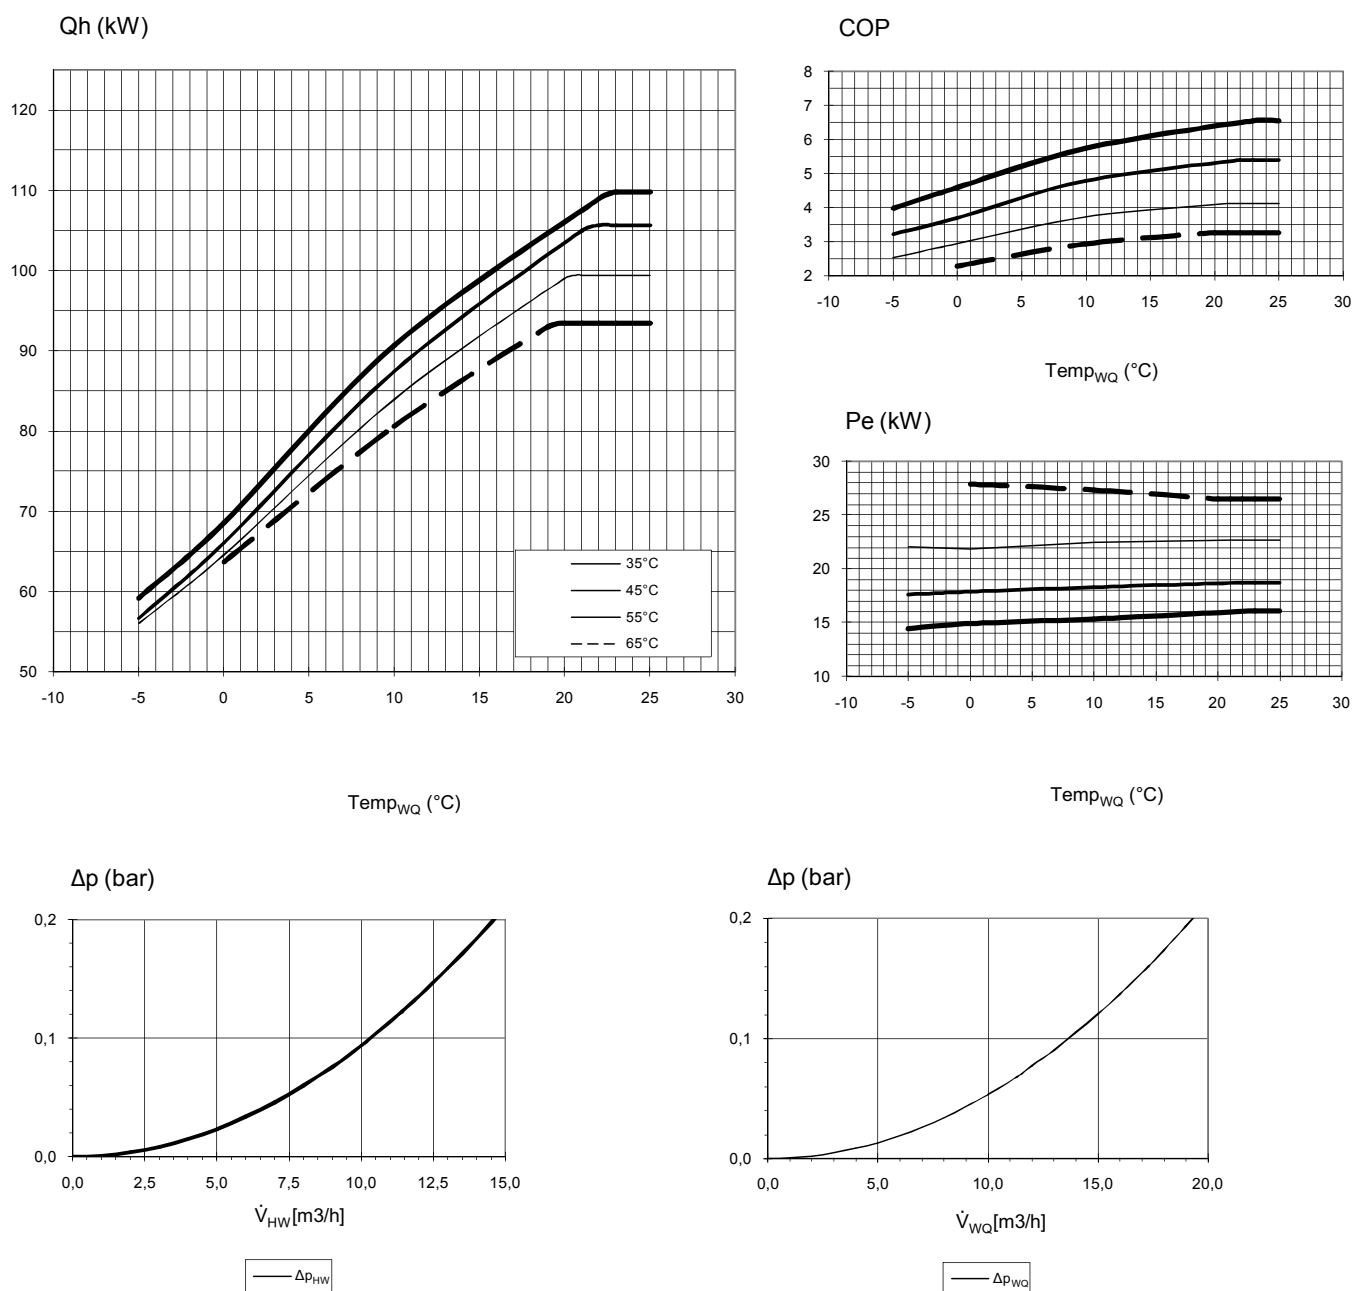 Qh (kW)
120
110
100
90
80
70
60
50
-10 -5 0 5 10 15 20 25 30
35°C
45°C
55°C
65°C
Temp_WQ (°C)
COP
8
7
6
5
4
3
2
-10 -5 0 5 10 15 20 25 30
Temp_WQ (°C)
Pe (kW)
30
25
20
15
10
-10 -5 0 5 10 15 20 25 30
Temp_WQ (°C)
Δp (bar)
0,2
0,1
0,0
0,0 2,5 5,0 7,5 10,0 12,5 15,0
V̇_HW[m3/h]
Δp_HW
Δp (bar)
0,2
0,1
0,0
0,0 5,0 10,0 15,0 20,0
V̇_WQ[m3/h]
Δp_WQ